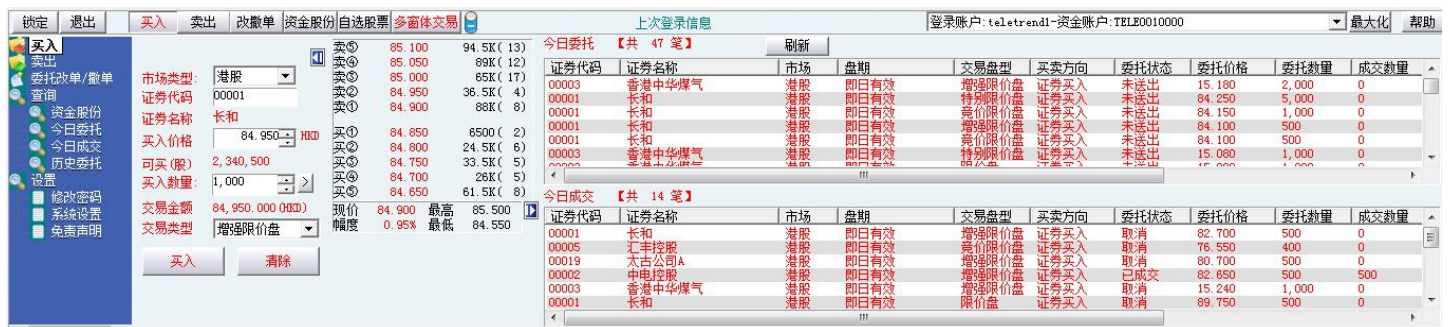 锁定 退出 买入 卖出 改撤单 资金股份 自选股票 多窗体交易 上次登录信息 登录账户:teletrend1-资金账户:TELE0010000 最大化 帮助
买入
卖出
委托改单/撤单
查询
资金股份
今日委托
今日成交
历史委托
设置
修改密码
系统设置
免责声明
市场类型: 港股
证券代码 00001
证券名称 长和
买入价格 84.950 HKD
可买(股) 2,340,500
买入数量: 1,000 >
交易金额 84,950.000(HKD)
交易类型 增强限价盘
买入 清除
卖⑤ 85.100 94.5K( 13)
卖④ 85.050 89K( 12)
卖③ 85.000 65K( 17)
卖② 84.950 36.5K( 4)
卖① 84.900 88K( 8)
买① 84.850 6500( 2)
买② 84.800 24.5K( 6)
买③ 84.750 33.5K( 5)
买④ 84.700 26K( 5)
买⑤ 84.650 61.5K( 8)
现价 84.900 最高 85.500
幅度 0.95% 最低 84.550
今日委托 【共 47 笔】 刷新
证券代码 证券名称 市场 盘期 交易盘型 买卖方向 委托状态 委托价格 委托数量 成交数量
00003 香港中华煤气 港股 即日有效 增强限价盘 证券买入 未送出 15.180 2,000 0
00001 长和 港股 即日有效 特别限价盘 证券买入 未送出 84.250 5,000 0
00001 长和 港股 即日有效 竞价限价盘 证券买入 未送出 84.150 1,000 0
00001 长和 港股 即日有效 增强限价盘 证券买入 未送出 84.100 500 0
00001 长和 港股 即日有效 竞价限价盘 证券买入 未送出 84.100 500 0
00003 香港中华煤气 港股 即日有效 特别限价盘 证券买入 未送出 15.080 1,000 0
今日成交 【共 14 笔】
证券代码 证券名称 市场 盘期 交易盘型 买卖方向 委托状态 委托价格 委托数量 成交数量
00001 长和 港股 即日有效 增强限价盘 证券买入 取消 82.700 500 0
00005 汇丰控股 港股 即日有效 竞价限价盘 证券买入 取消 76.550 400 0
00019 太古公司A 港股 即日有效 增强限价盘 证券买入 取消 80.700 500 0
00002 中电控股 港股 即日有效 增强限价盘 证券买入 已成交 82.650 500 500
00003 香港中华煤气 港股 即日有效 增强限价盘 证券买入 取消 15.240 1,000 0
00001 长和 港股 即日有效 限价盘 证券买入 取消 89.750 500 0